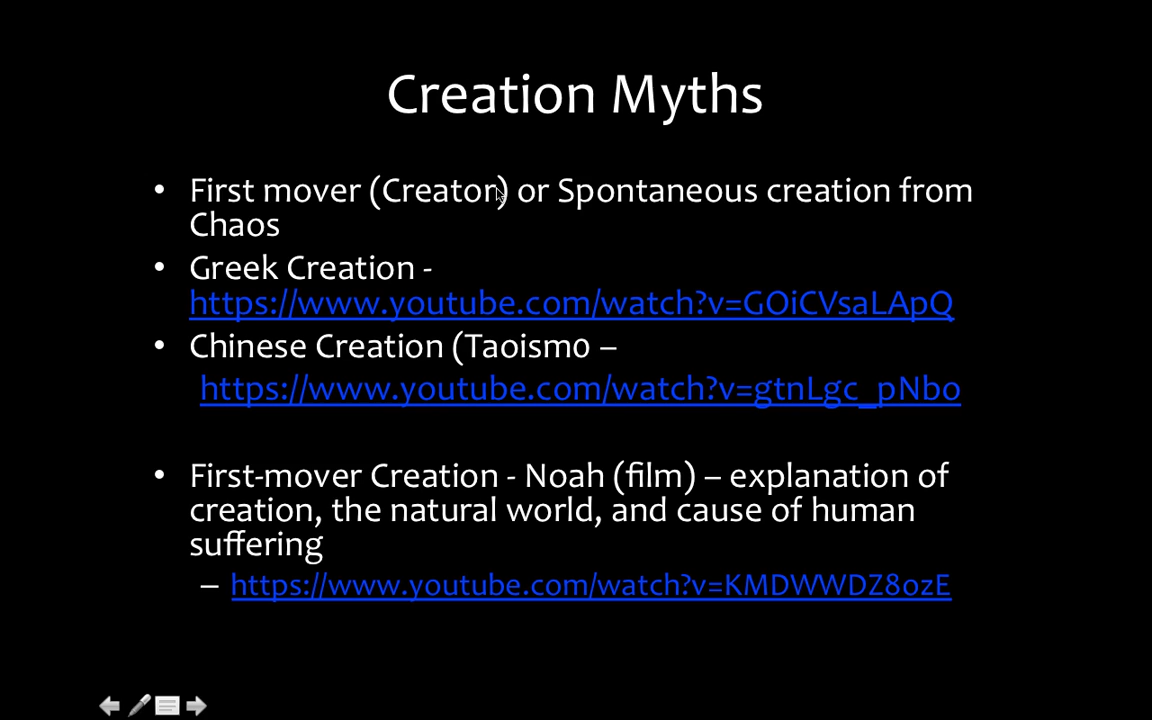 Creation Myths
• First mover (Creator) or Spontaneous creation from
Chaos
• Greek Creation -
https://www.youtube.com/watch?v=GOiCVsaLApQ
• Chinese Creation (Taoism0 –
https://www.youtube.com/watch?v=gtnLgc_pNbo
• First-mover Creation - Noah (film) – explanation of
creation, the natural world, and cause of human
suffering
– https://www.youtube.com/watch?v=KMDWWDZ8ozE